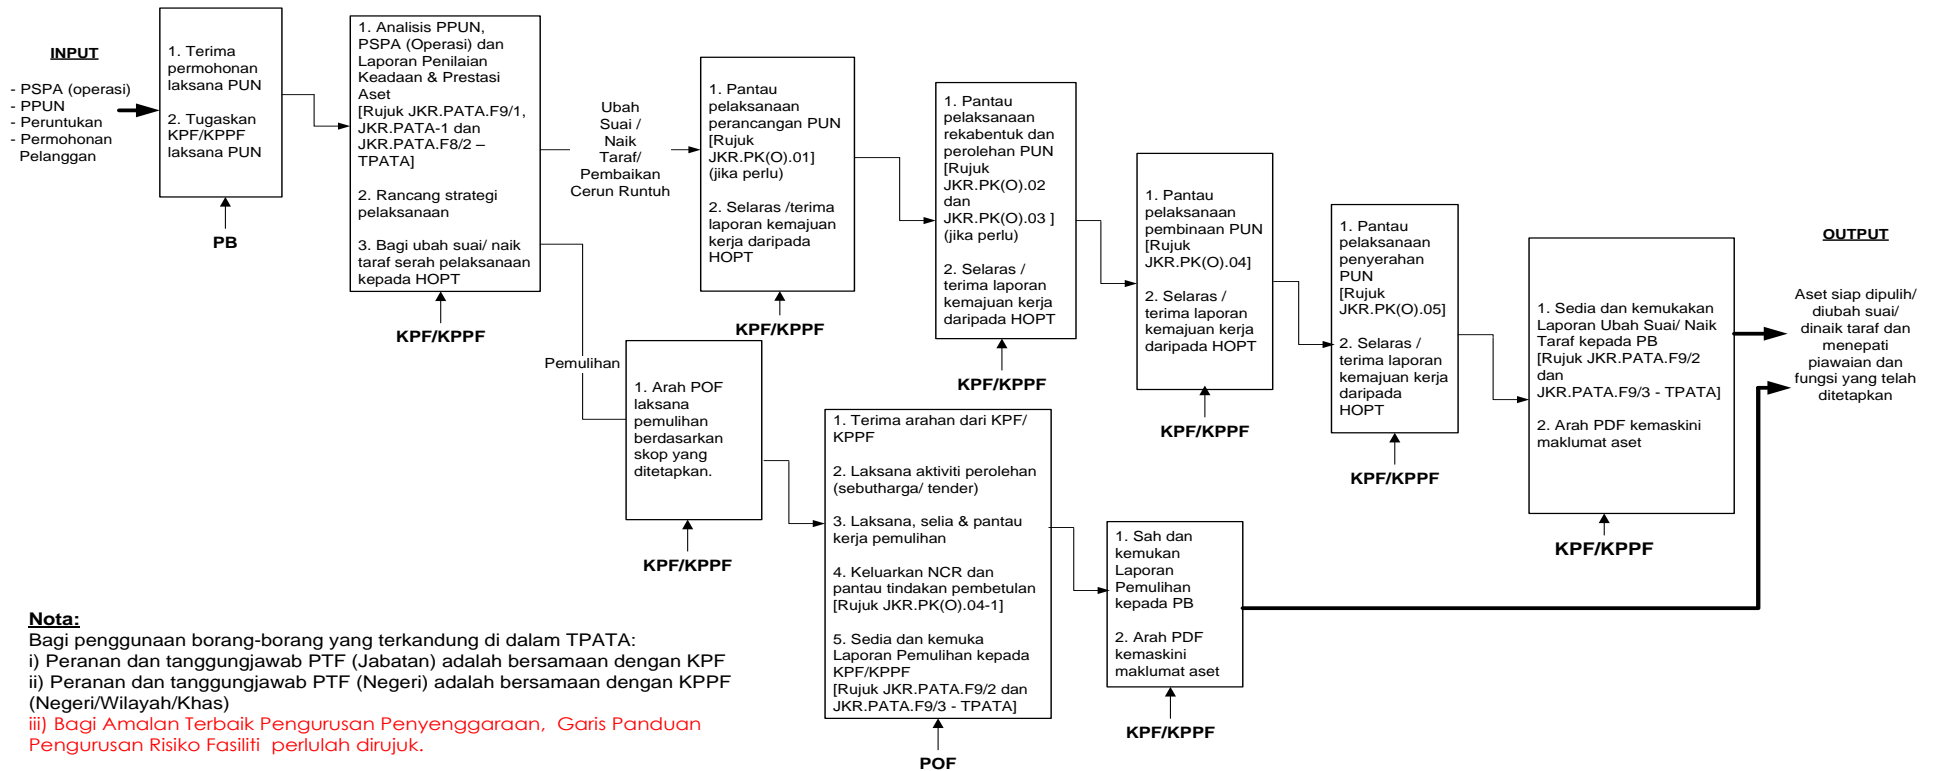 INPUT
- PSPA (operasi)
- PPUN
- Peruntukan
- Permohonan
Pelanggan
1. Terima
permohonan
laksana PUN
2. Tugaskan
KPF/KPPF
laksana PUN
PB
1. Analisis PPUN,
PSPA (Operasi) dan
Laporan Penilaian
Keadaan & Prestasi
Aset
[Rujuk JKR.PATA.F9/1,
JKR.PATA-1 dan
JKR.PATA.F8/2 –
TPATA]
2. Rancang strategi
pelaksanaan
3. Bagi ubah suai/ naik
taraf serah pelaksanaan
kepada HOPT
KPF/KPPF
Ubah
Suai /
Naik
Taraf/
Pembaikan
Cerun Runtuh
1. Pantau
pelaksanaan
perancangan PUN
[Rujuk
JKR.PK(O).01]
(jika perlu)
2. Selaras /terima
laporan kemajuan
kerja daripada
HOPT
KPF/KPPF
1. Pantau
pelaksanaan
rekabentuk dan
perolehan PUN
[Rujuk
JKR.PK(O).02
dan
JKR.PK(O).03 ]
(jika perlu)
2. Selaras /
terima laporan
kemajuan kerja
daripada HOPT
KPF/KPPF
1. Pantau
pelaksanaan
pembinaan PUN
[Rujuk
JKR.PK(O).04]
2. Selaras /
terima laporan
kemajuan kerja
daripada HOPT
KPF/KPPF
1. Pantau
pelaksanaan
penyerahan
PUN
[Rujuk
JKR.PK(O).05]
2. Selaras /
terima laporan
kemajuan kerja
daripada
HOPT
KPF/KPPF
1. Sedia dan kemukakan
Laporan Ubah Suai/ Naik
Taraf kepada PB
[Rujuk JKR.PATA.F9/2
dan
JKR.PATA.F9/3 - TPATA]
2. Arah PDF kemaskini
maklumat aset
KPF/KPPF
OUTPUT
Aset siap dipulih/
diubah suai/
dinaik taraf dan
menepati
piawaian dan
fungsi yang telah
ditetapkan
Pemulihan
1. Arah POF
laksana
pemulihan
berdasarkan
skop yang
ditetapkan.
KPF/KPPF
1. Terima arahan dari KPF/
KPPF
2. Laksana aktiviti perolehan
(sebutharga/ tender)
3. Laksana, selia & pantau
kerja pemulihan
4. Keluarkan NCR dan
pantau tindakan pembetulan
[Rujuk JKR.PK(O).04-1]
5. Sedia dan kemuka
Laporan Pemulihan kepada
KPF/KPPF
[Rujuk JKR.PATA.F9/2 dan
JKR.PATA.F9/3 - TPATA]
POF
1. Sah dan
kemukan
Laporan
Pemulihan
kepada PB
2. Arah PDF
kemaskini
maklumat aset
KPF/KPPF
Nota:
Bagi penggunaan borang-borang yang terkandung di dalam TPATA:
i) Peranan dan tanggungjawab PTF (Jabatan) adalah bersamaan dengan KPF
ii) Peranan dan tanggungjawab PTF (Negeri) adalah bersamaan dengan KPPF
(Negeri/Wilayah/Khas)
iii) Bagi Amalan Terbaik Pengurusan Penyenggaraan, Garis Panduan
Pengurusan Risiko Fasiliti perlulah dirujuk.